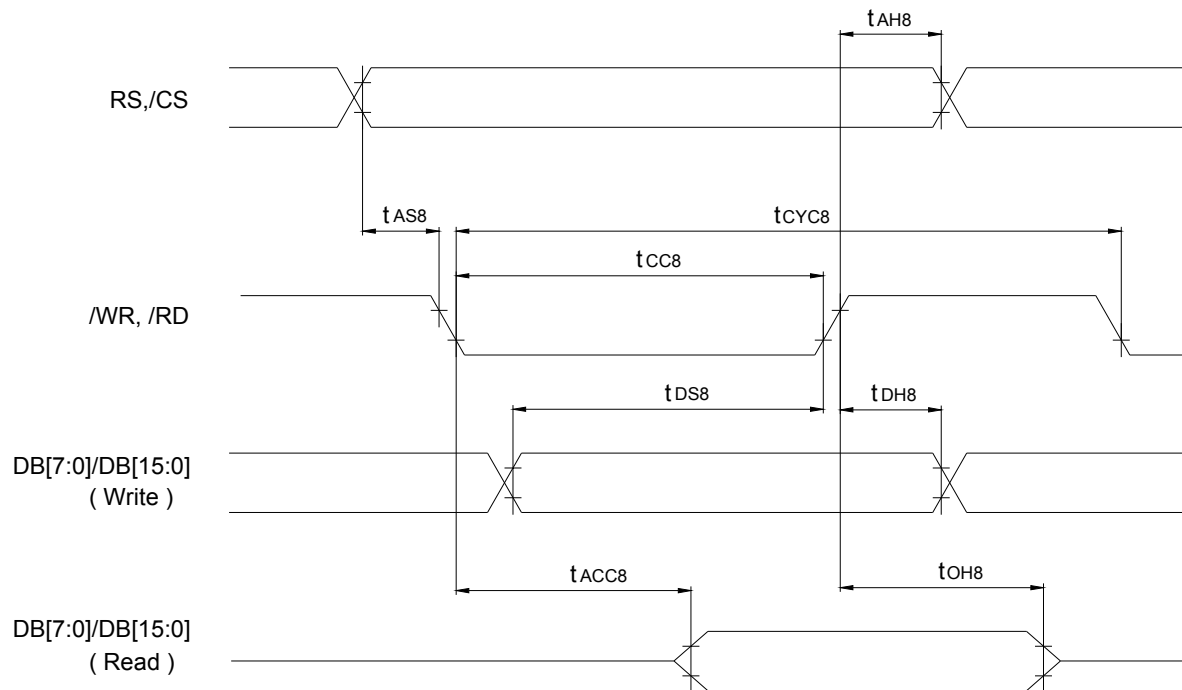 tAH8
RS,/CS
tAS8
tCYC8
tCC8
/WR, /RD
tDS8
tDH8
DB[7:0]/DB[15:0]
( Write )
tACC8
tOH8
DB[7:0]/DB[15:0]
( Read )